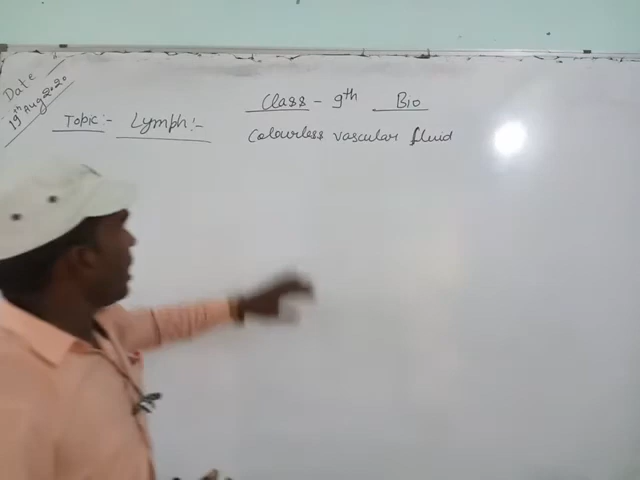 Date
19th Aug 2020
Class - 9th Bio
Topic:- Lymph:-
Colourless vascular fluid